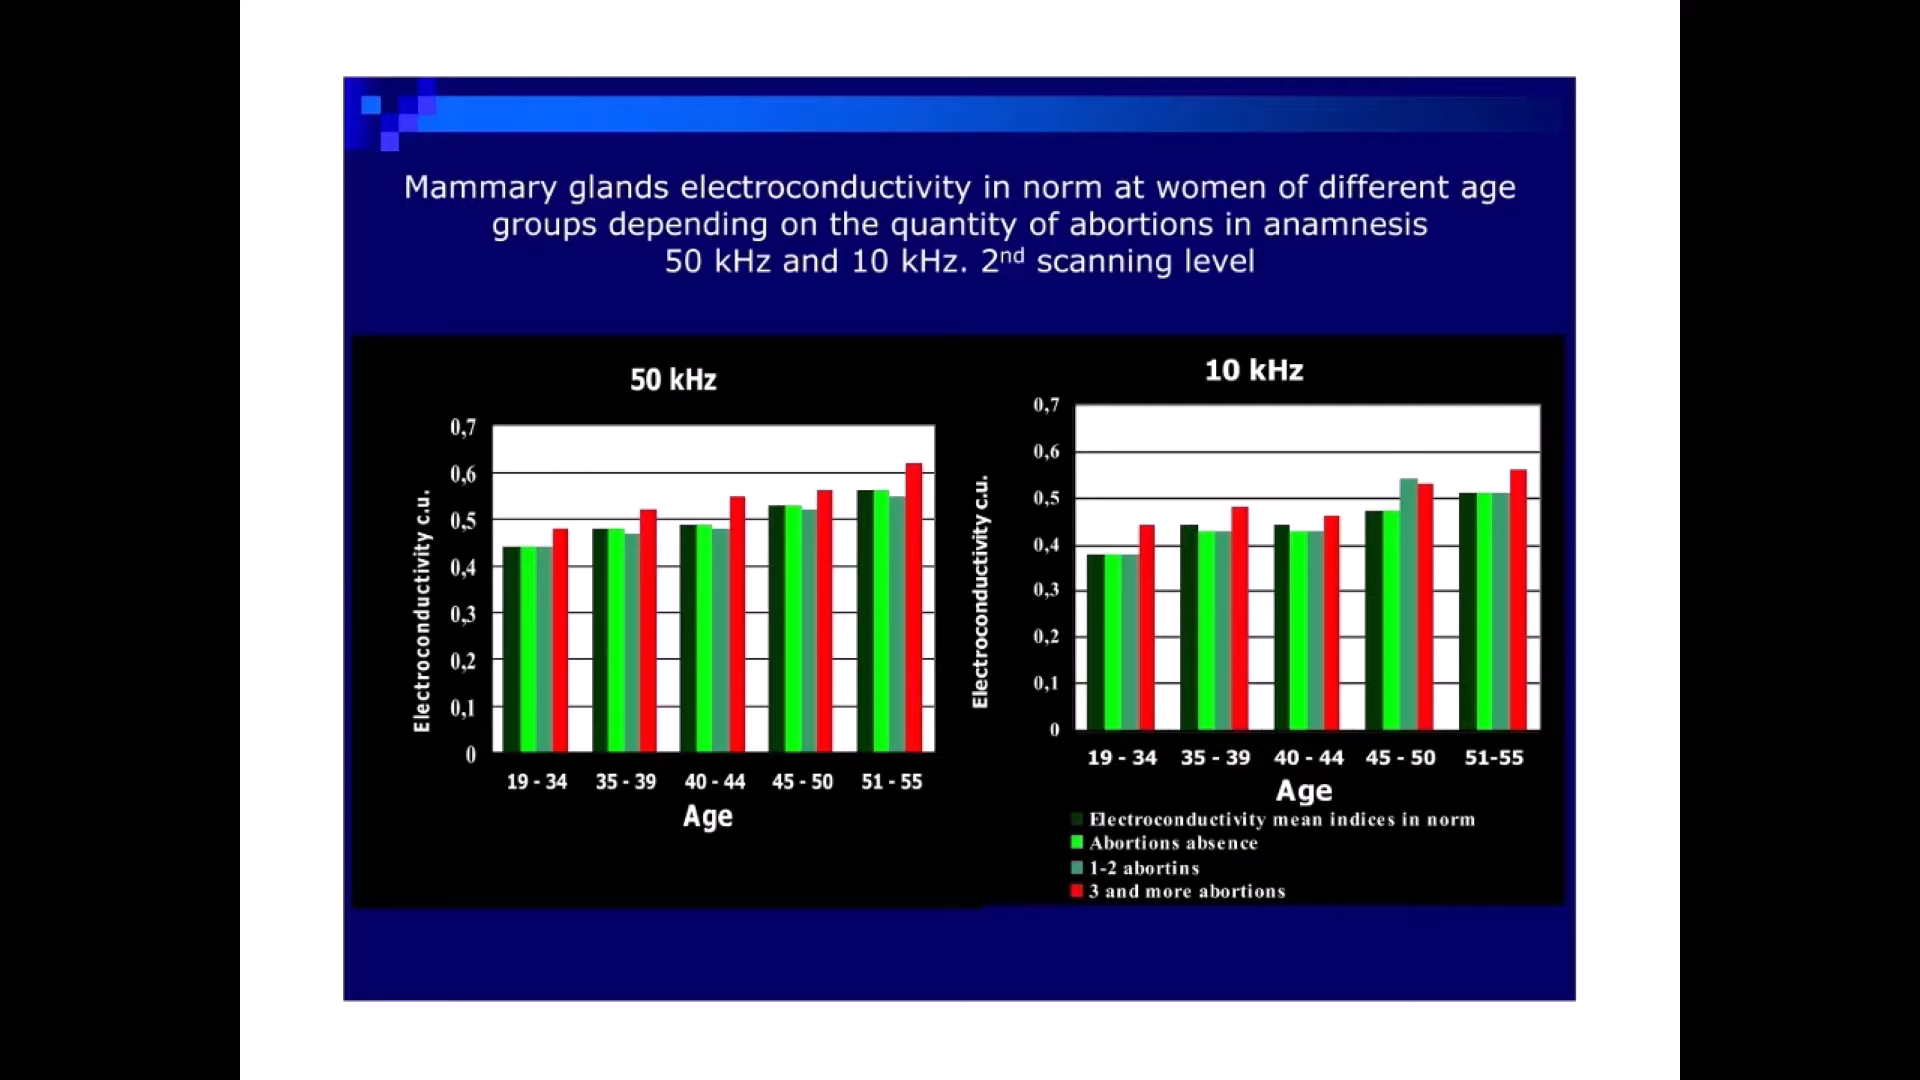 Mammary glands electroconductivity in norm at women of different age
groups depending on the quantity of abortions in anamnesis
50 kHz and 10 kHz. 2nd scanning level
50 kHz
Electroconductivity c.u.
0,7
0,6
0,5
0,4
0,3
0,2
0,1
0
19 - 34 35 - 39 40 - 44 45 - 50 51 - 55
Age
10 kHz
Electroconductivity c.u.
0,7
0,6
0,5
0,4
0,3
0,2
0,1
0
19 - 34 35 - 39 40 - 44 45 - 50 51-55
Age
Electroconductivity mean indices in norm
Abortions absence
1-2 abortins
3 and more abortions